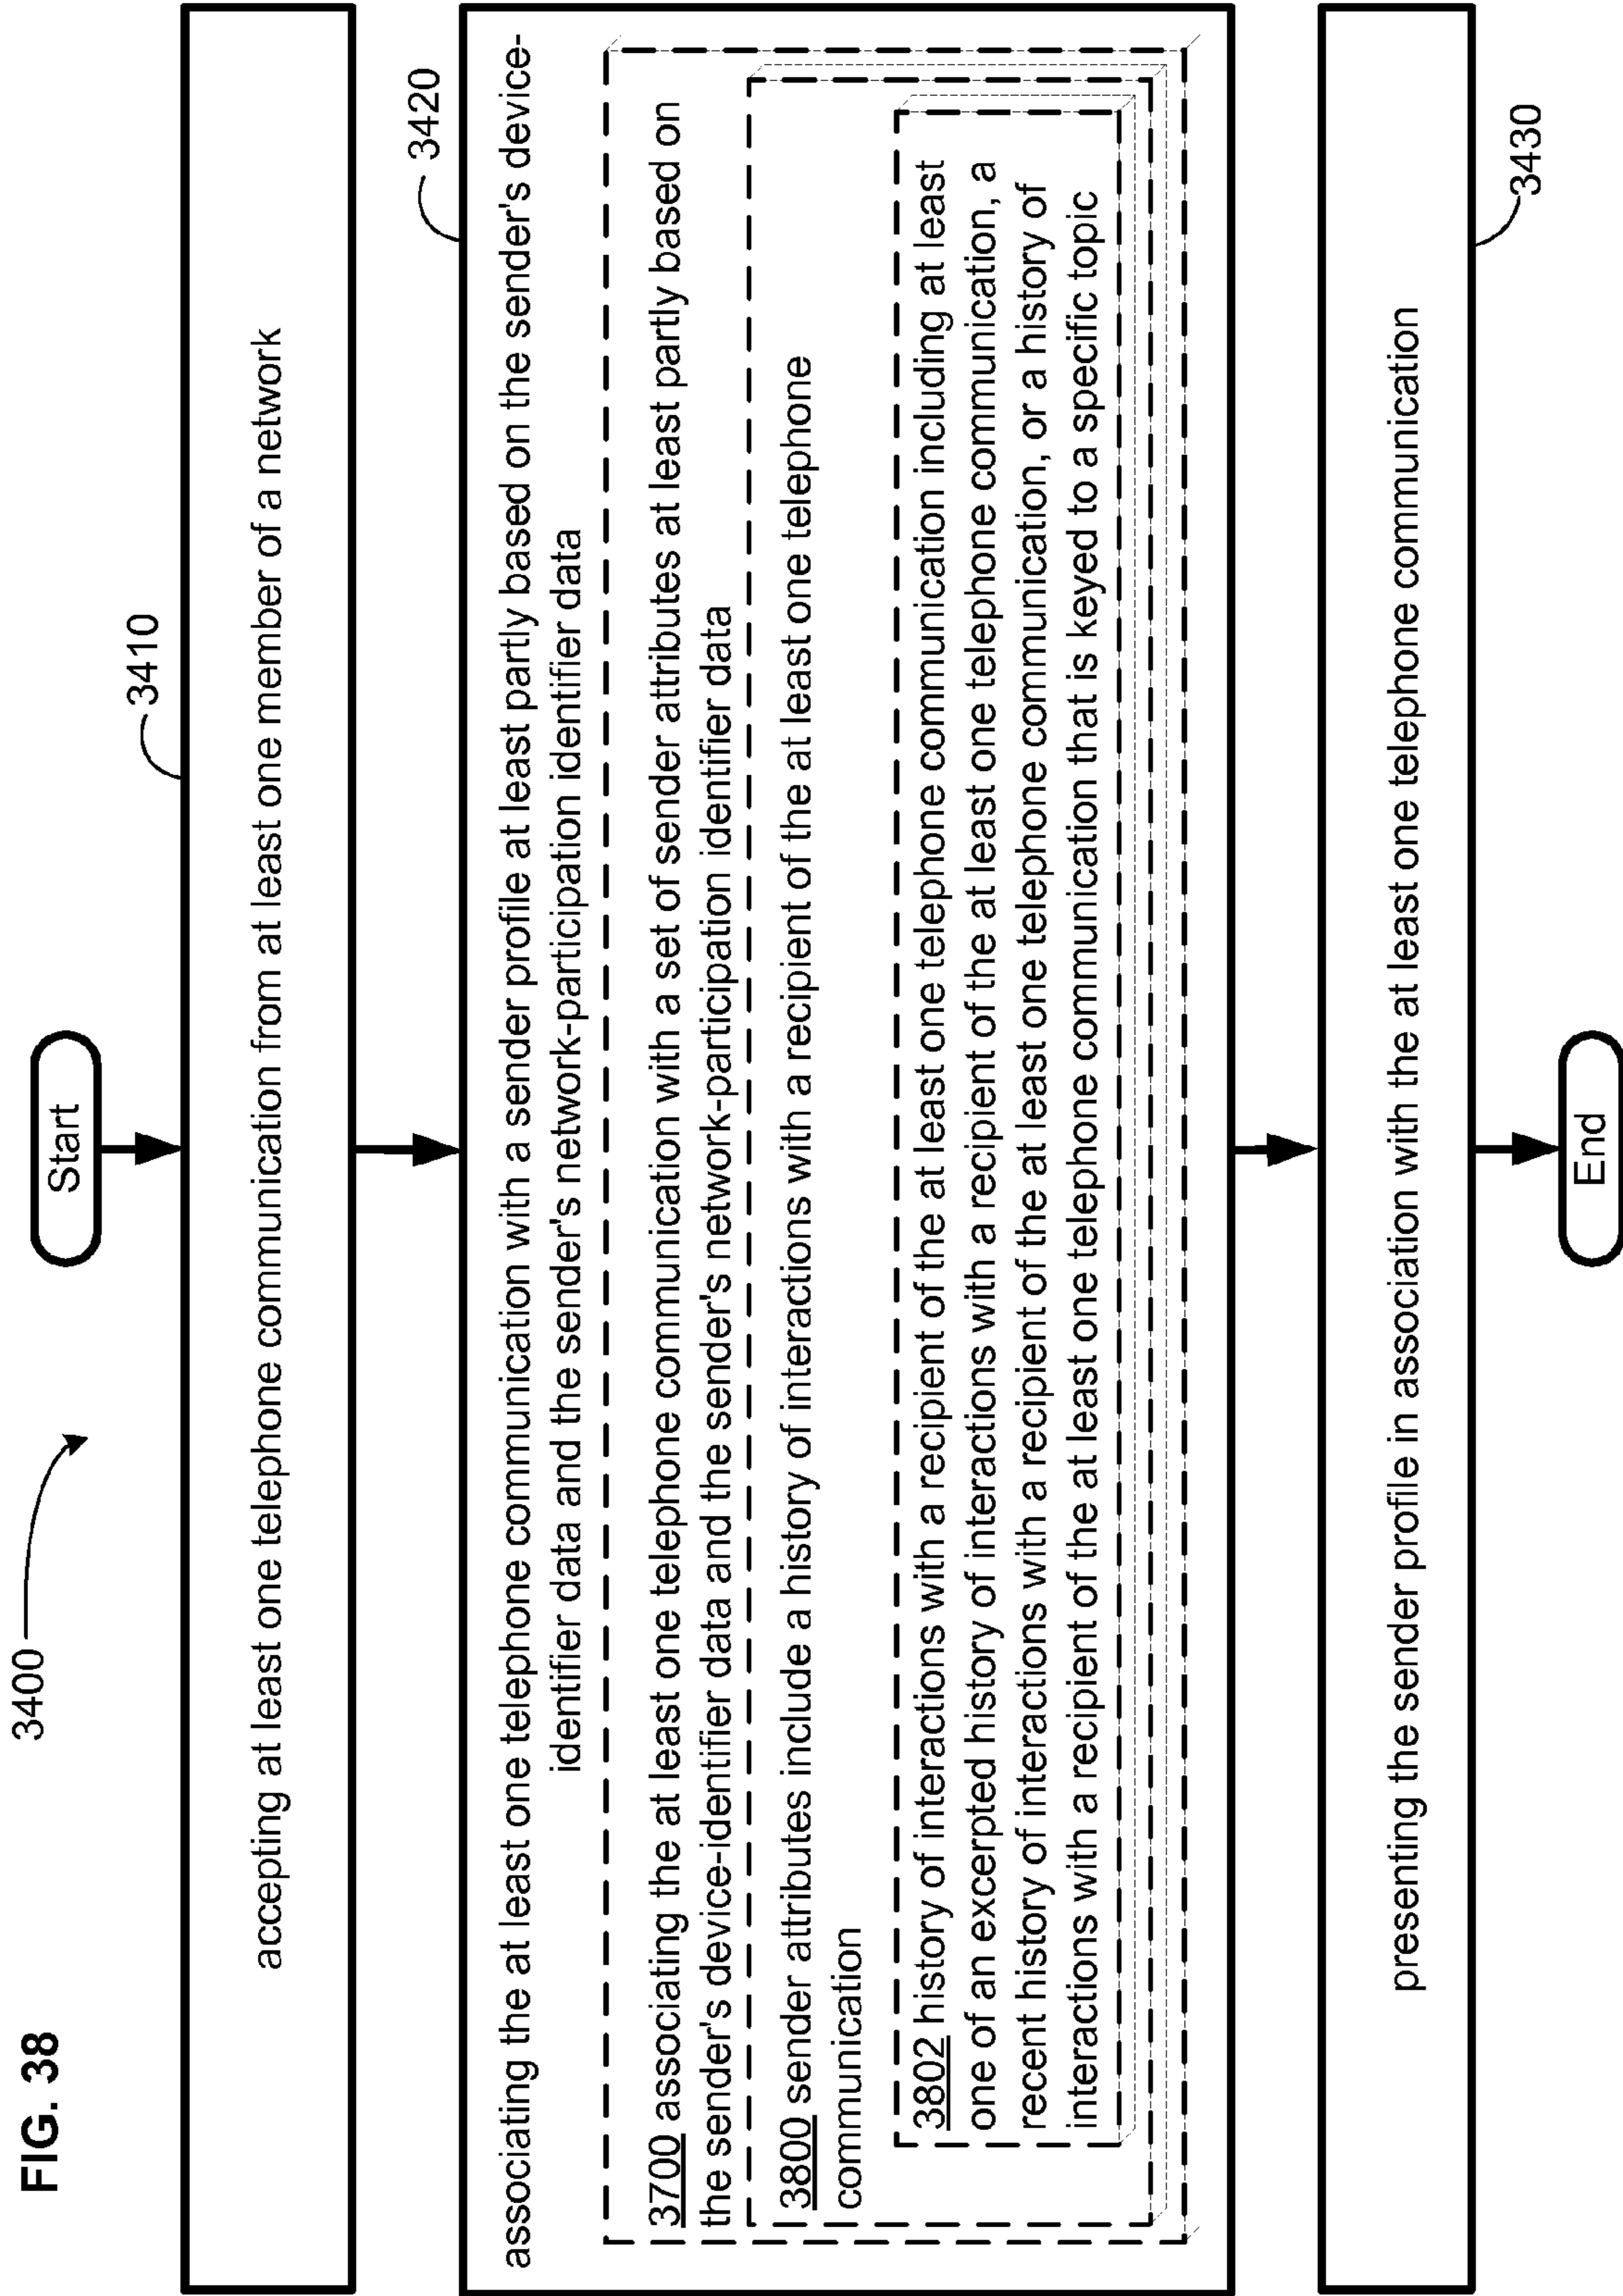 FIG. 38
3400
Start
3410
accepting at least one telephone communication from at least one member of a network
3420
associating the at least one telephone communication with a sender profile at least partly based on the sender's device-
identifier data and the sender's network-participation identifier data
3700 associating the at least one telephone communication with a set of sender attributes at least partly based on
the sender's device-identifier data and the sender's network-participation identifier data
3800 sender attributes include a history of interactions with a recipient of the at least one telephone
communication
3802 history of interactions with a recipient of the at least one telephone communication including at least
one of an excerpted history of interactions with a recipient of the at least one telephone communication, a
recent history of interactions with a recipient of the at least one telephone communication, or a history of
interactions with a recipient of the at least one telephone communication that is keyed to a specific topic
3430
presenting the sender profile in association with the at least one telephone communication
End